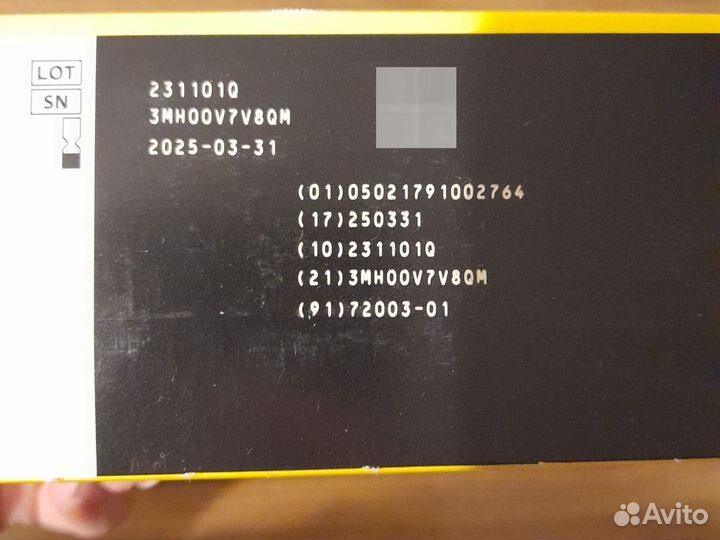 LOT
SN
231101Q
3MH00V7V8QM
2025-03-31
(01)05021791002764
(17)250331
(10)231101Q
(21)3MH00V7V8QM
(91)72003-01
Avito